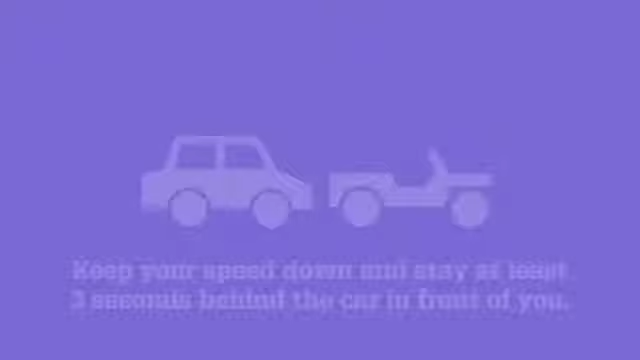 Keep your speed down and stay at least
3 seconds behind the car in front of you.